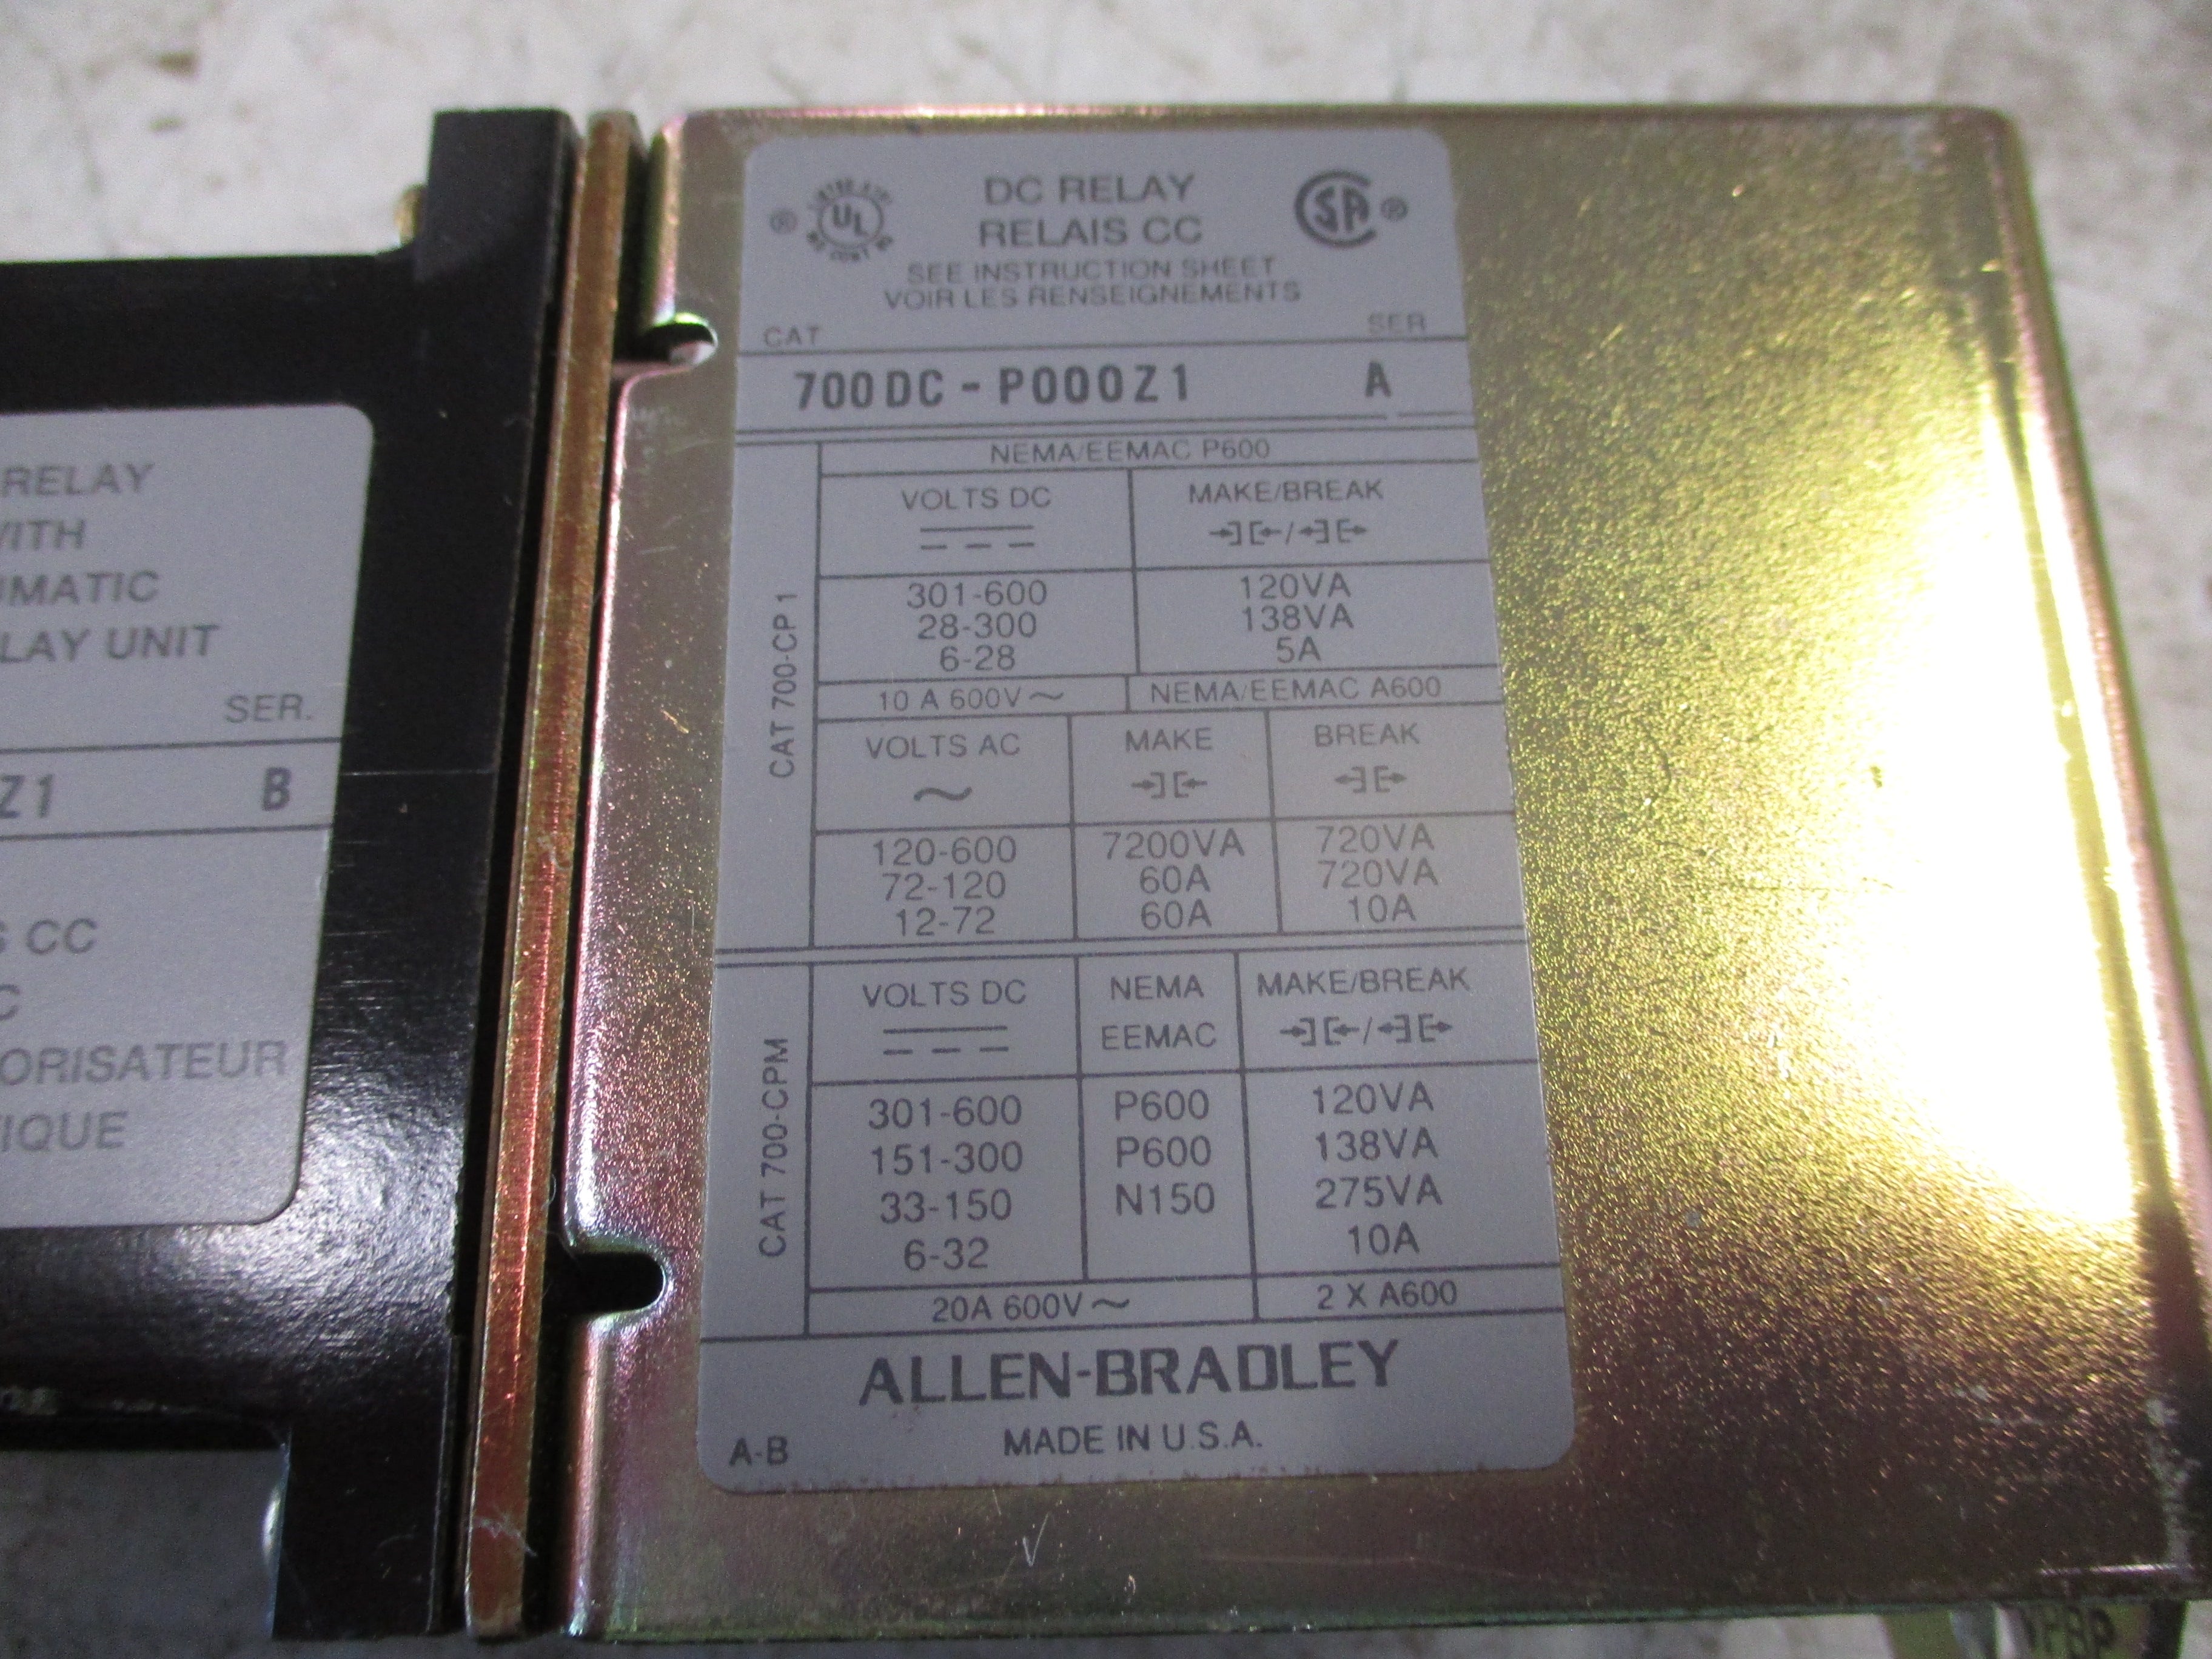 RELAY
WITH
UMATIC
LAY UNIT
SER.
Z1 B
S CC
C
ORISATEUR
IQUE
® UL DC RELAY SA ®
RELAIS CC
SEE INSTRUCTION SHEET
VOIR LES RENSEIGNEMENTS
CAT SER
700DC - P000Z1 A
CAT 700-CP1
NEMA/EEMAC P600
VOLTS DC MAKE/BREAK
301-600 120VA
28-300 138VA
6-28 5A
10 A 600V~ NEMA/EEMAC A600
VOLTS AC MAKE BREAK
~
120-600 7200VA 720VA
72-120 60A 720VA
12-72 60A 10A
CAT 700-CPM
VOLTS DC NEMA MAKE/BREAK
EEMAC
301-600 P600 120VA
151-300 P600 138VA
33-150 N150 275VA
6-32 10A
20A 600V~ 2 X A600
ALLEN-BRADLEY
A-B MADE IN U.S.A.